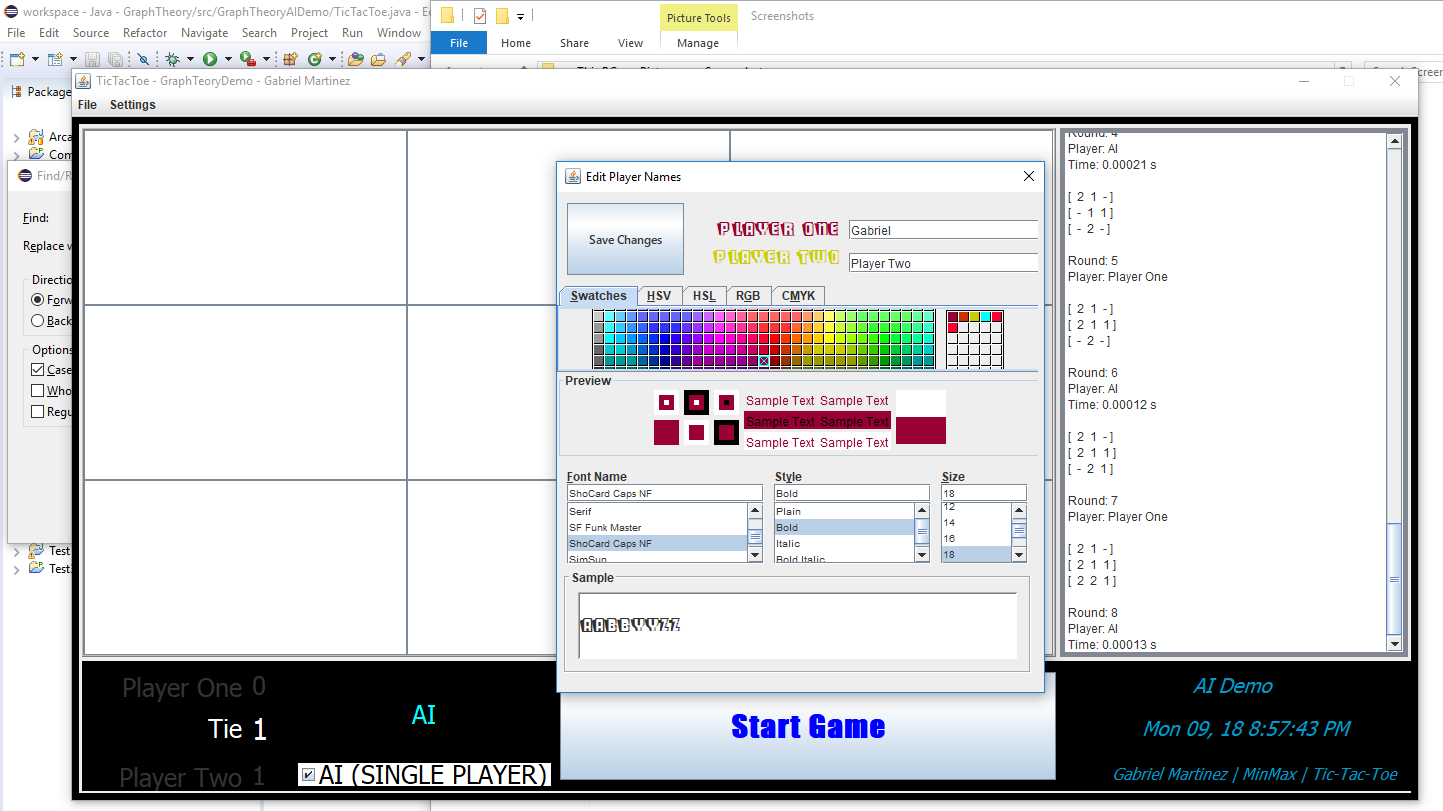 workspace - Java - GraphTheory/src/GraphTheoryAIDemo/TicTacToe.java - Ec
File Edit Source Refactor Navigate Search Project Run Window
Picture Tools Screenshots
File Home Share View Manage
Package
TicTacToe - GraphTeoryDemo - Gabriel Martinez
File Settings
Arca
Com
Find/R
Find:
Replace w
Directio
Forw
Back
Options
Case
Who
Regu
Test
Test
Edit Player Names
Save Changes
PLAYER ONE Gabriel
PLAYER TWO Player Two
Swatches HSV HSL RGB CMYK
Preview
Sample Text Sample Text
Sample Text Sample Text
Sample Text Sample Text
Font Name Style Size
ShoCard Caps NF Bold 18
Serif Plain 12
SF Funk Master Bold 14
ShoCard Caps NF Italic 16
SimSun Bold Italic 18
Sample
AABBYYZZ
Round: 4
Player: AI
Time: 0.00021 s
[ 2 1 - ]
[ - 1 1 ]
[ - 2 - ]
Round: 5
Player: Player One
[ 2 1 - ]
[ 2 1 1 ]
[ - 2 - ]
Round: 6
Player: AI
Time: 0.00012 s
[ 2 1 - ]
[ 2 1 1 ]
[ - 2 1 ]
Round: 7
Player: Player One
[ 2 1 - ]
[ 2 1 1 ]
[ 2 2 1 ]
Round: 8
Player: AI
Time: 0.00013 s
Player One 0
Tie 1
Player Two 1
AI
AI (SINGLE PLAYER)
Start Game
AI Demo
Mon 09, 18 8:57:43 PM
Gabriel Martinez | MinMax | Tic-Tac-Toe